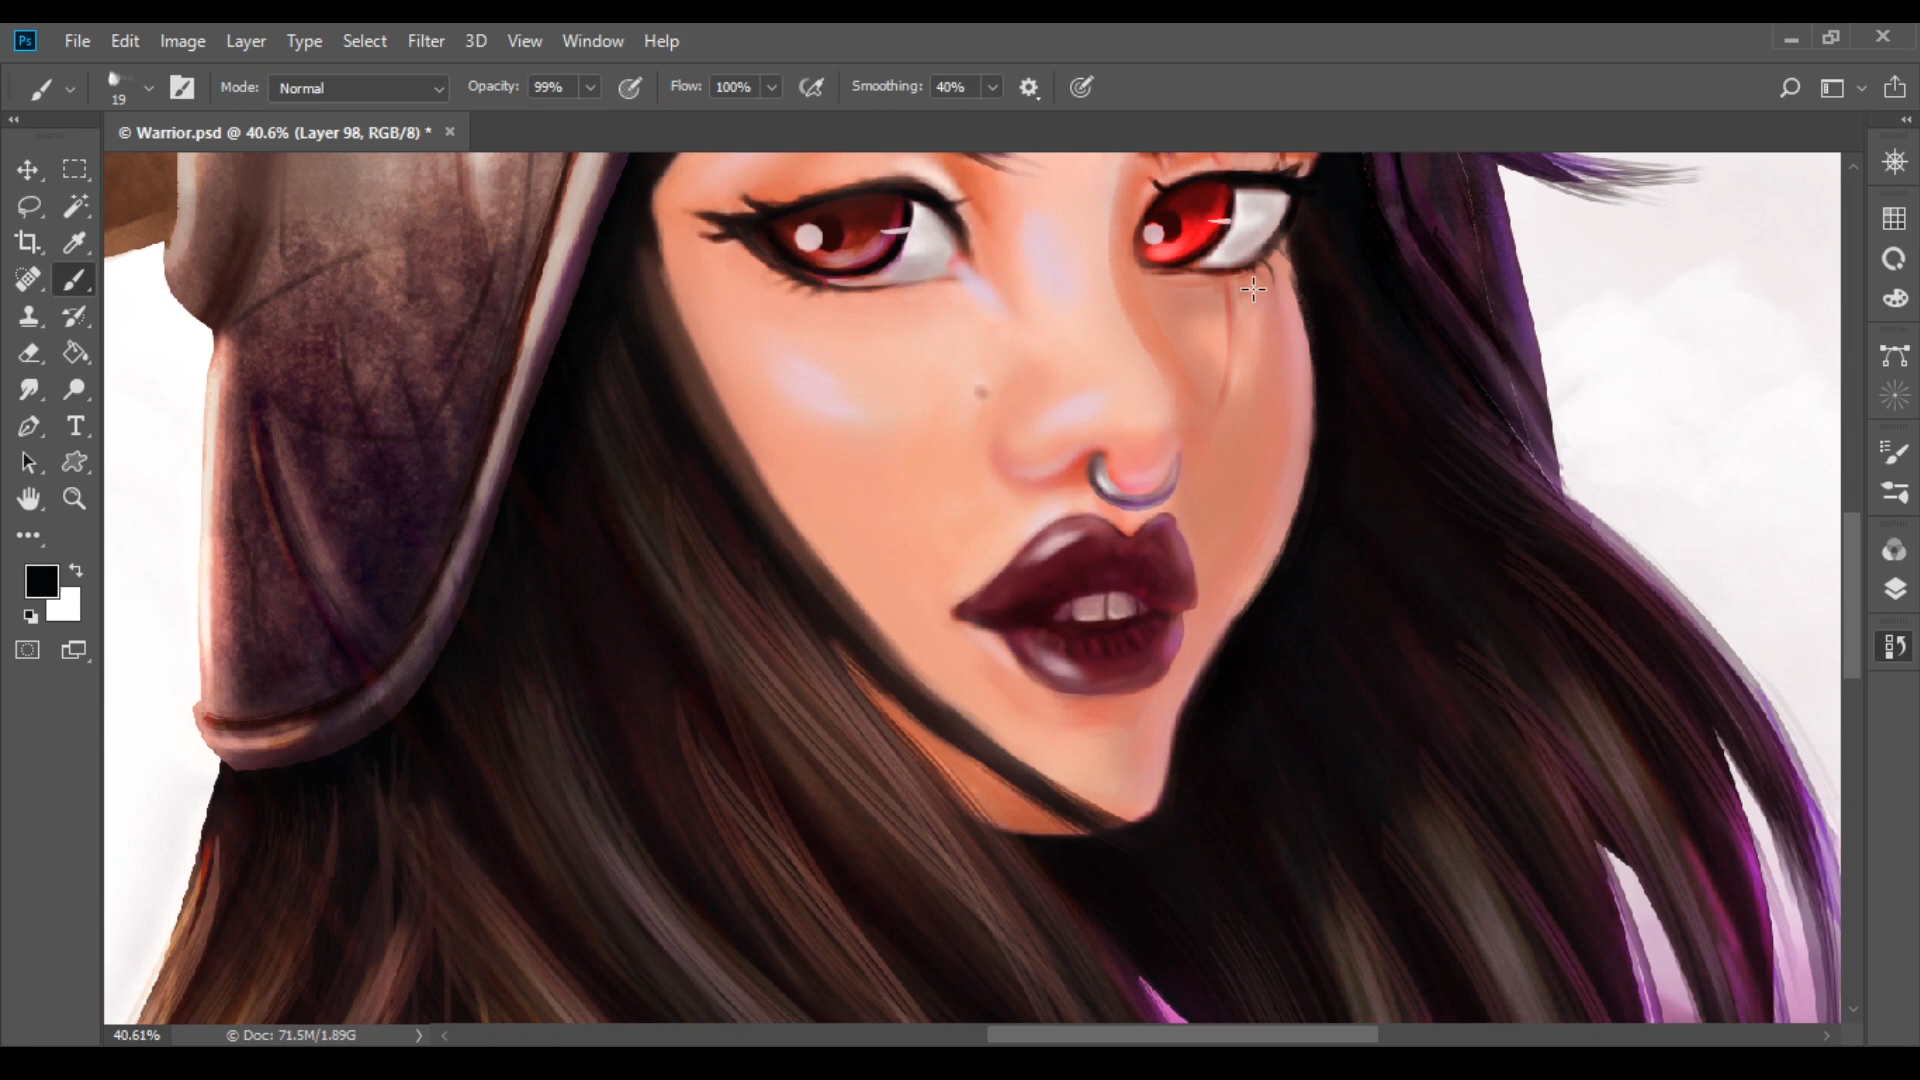 Ps File Edit Image Layer Type Select Filter 3D View Window Help
19 Mode: Normal Opacity: 99% Flow: 100% Smoothing: 40%
© Warrior.psd @ 40.6% (Layer 98, RGB/8) *
T
40.61% © Doc: 71.5M/1.89G